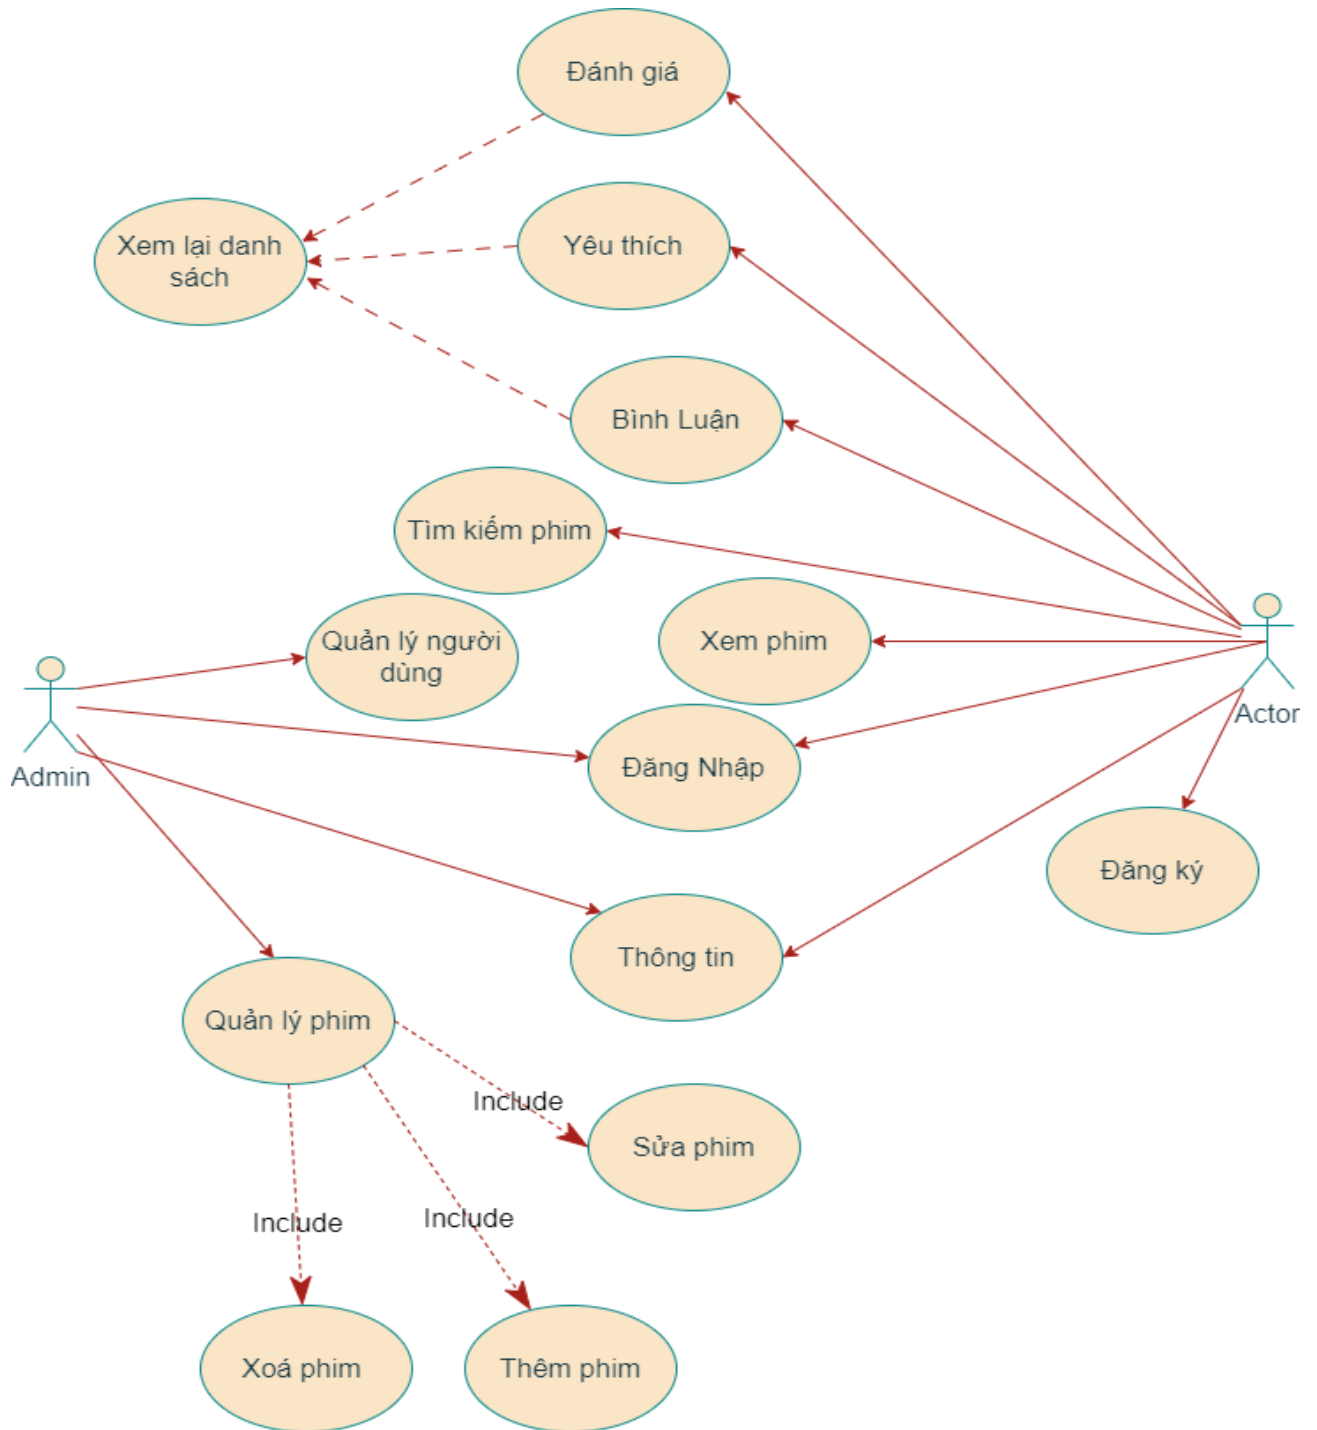 Đánh giá
Xem lại danh
sách
Yêu thích
Bình Luận
Tìm kiếm phim
Quản lý người
dùng
Xem phim
Actor
Admin
Đăng Nhập
Đăng ký
Thông tin
Quản lý phim
Include
Sửa phim
Include
Include
Xoá phim
Thêm phim